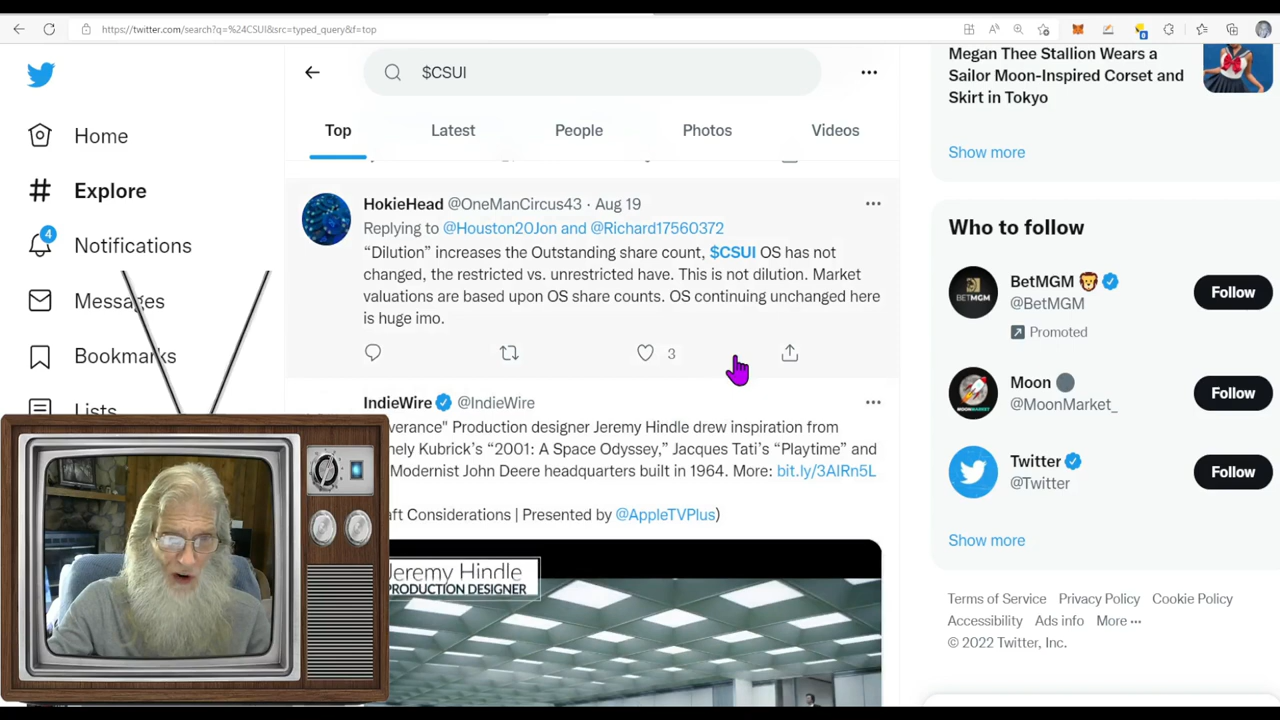 https://twitter.com/search?q=%24CSUI&src=typed_query&f=top
$CSUI
Top
Latest
People
Photos
Videos
Home
Explore
4
Notifications
Messages
Bookmarks
Lists
HokieHead @OneManCircus43 · Aug 19
Replying to @Houston20Jon and @Richard17560372
“Dilution” increases the Outstanding share count, $CSUI OS has not
changed, the restricted vs. unrestricted have. This is not dilution. Market
valuations are based upon OS share counts. OS continuing unchanged here
is huge imo.
3
IndieWire @IndieWire
verance" Production designer Jeremy Hindle drew inspiration from
nely Kubrick’s “2001: A Space Odyssey,” Jacques Tati’s “Playtime” and
Modernist John Deere headquarters built in 1964. More: bit.ly/3AIRn5L
aft Considerations | Presented by @AppleTVPlus)
Jeremy Hindle
PRODUCTION DESIGNER
Megan Thee Stallion Wears a
Sailor Moon-Inspired Corset and
Skirt in Tokyo
Show more
Who to follow
BETMGM
BetMGM
@BetMGM
Promoted
Follow
MOONMARKET
Moon
@MoonMarket_
Follow
Twitter
@Twitter
Follow
Show more
Terms of Service Privacy Policy Cookie Policy
Accessibility Ads info More ···
© 2022 Twitter, Inc.